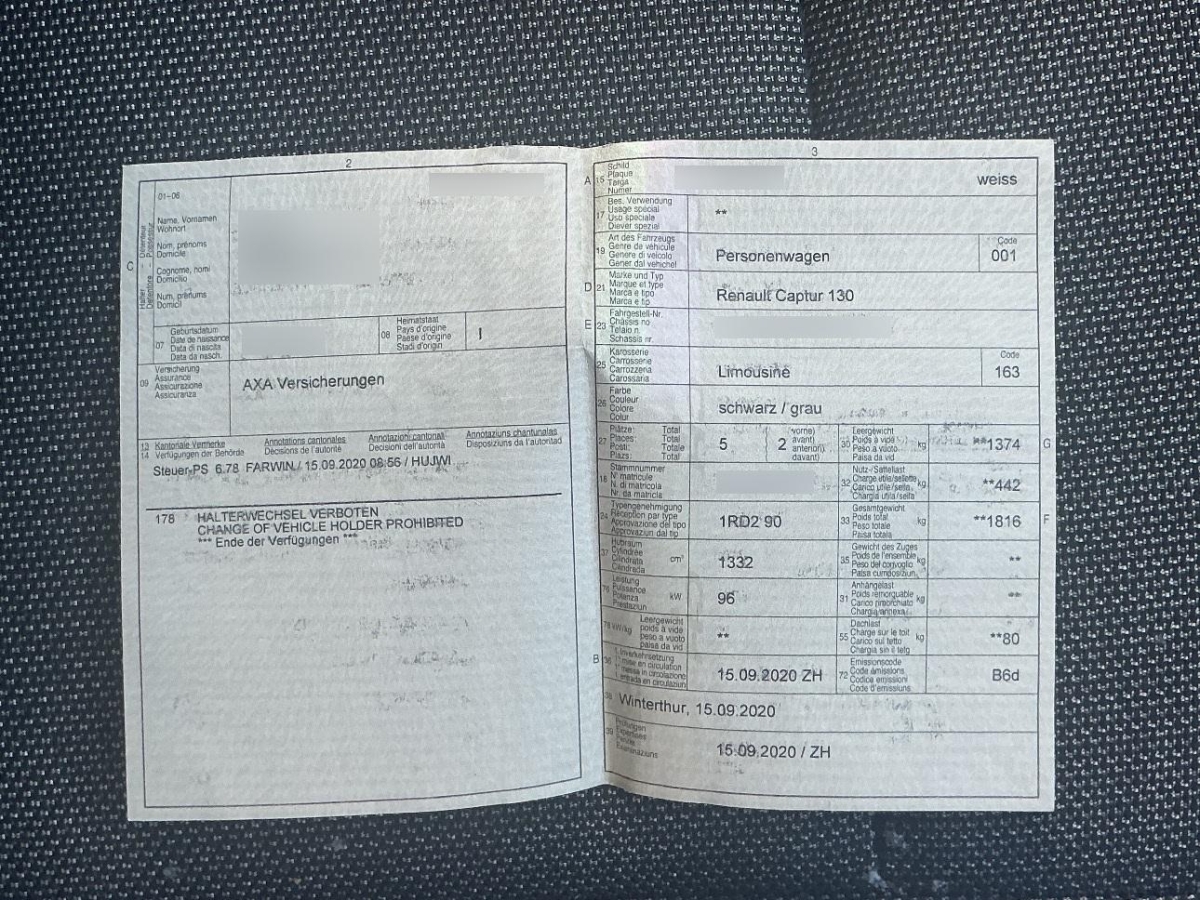 2
01-06
C
Halter - Détenteur
Detentore - Possessur
Name, Vornamen
Wohnort
Nom, prénoms
Domicile
Cognome, nomi
Domicilio
Num, prenums
Domicil
07
Geburtsdatum
Date de naissance
Data di nascita
Data da nasch.
08
Heimatstaat
Pays d'origine
Paese d'origine
Stadi d'origin
I
09
Versicherung
Assurance
Assicurazione
Assicuranza
AXA Versicherungen
13 Kantonale Vermerke
14 Verfügungen der Behörde
Annotations cantonales
Décisions de l'autorité
Annotazioni cantonali
Decisioni dell'autorità
Annotaziuns chantunalas
Disposiziuns da l'autoritad
Steuer-PS 6.78 FARWIN / 15.09.2020 08:56 / HUJWI
178 HALTERWECHSEL VERBOTEN
CHANGE OF VEHICLE HOLDER PROHIBITED
*** Ende der Verfügungen ***
3
A 15
Schild
Plaque
Targa
Numer
weiss
17
Bes. Verwendung
Usage spécial
Uso speciale
Diever spezial
**
19
Art des Fahrzeugs
Genre de véhicule
Genere di veicolo
Gener dal vehichel
Personenwagen
Code
001
D 21
Marke und Typ
Marque et type
Marca e tipo
Marca e tip
Renault Captur 130
E 23
Fahrgestell-Nr.
Châssis no
Telaio n.
Schassis nr.
25
Karosserie
Carrosserie
Carrozzeria
Carossaria
Limousine
Code
163
26
Farbe
Couleur
Colore
Colur
schwarz / grau
27
Plätze: Total
Places: Total
Posti: Totale
Plazs: Total
5
2
vorne)
avant)
anteriori)
davant)
30
Leergewicht
Poids à vide
Peso a vuoto
Paisa da vid
kg
**1374
G
18
Stammnummer
N° matricule
N. di matricola
Nr. da matricla
32
Nutz-/Sattellast
Charge utile/sellette
Carico utile/sella
Chargia utila/sella
kg
**442
24
Typengenehmigung
Réception par type
Approvazione del tipo
Approvaziun dal tip
1RD2 90
33
Gesamtgewicht
Poids total
Peso totale
Paisa totala
kg
**1816
F
37
Hubraum
Cylindrée
Cilindrata
Cilindrada
cm³
1332
35
Gewicht des Zuges
Poids de l'ensemble
Peso del convoglio
Paisa cumposiziun
kg
**
76
Leistung
Puissance
Potenza
Prestaziun
kW
96
31
Anhängelast
Poids remorquable
Carico rimorchiato
Chargia annexa
kg
**
78 kW/kg
Leergewicht
poids à vide
peso a vuoto
paisa da vid
**
55
Dachlast
Charge sur le toit
Carico sul tetto
Chargia sin il tetg
kg
**80
B 36
1. Inverkehrsetzung
1re mise en circulation
1. messa in circolazione
1. entrada en circulaziun
15.09.2020 ZH
72
Emissionscode
Code émissions
Codice emissioni
Code d'emissiuns
B6d
38
Winterthur, 15.09.2020
39
Prüfungen
Expertises
Perizie
Examinaziuns
15.09.2020 / ZH